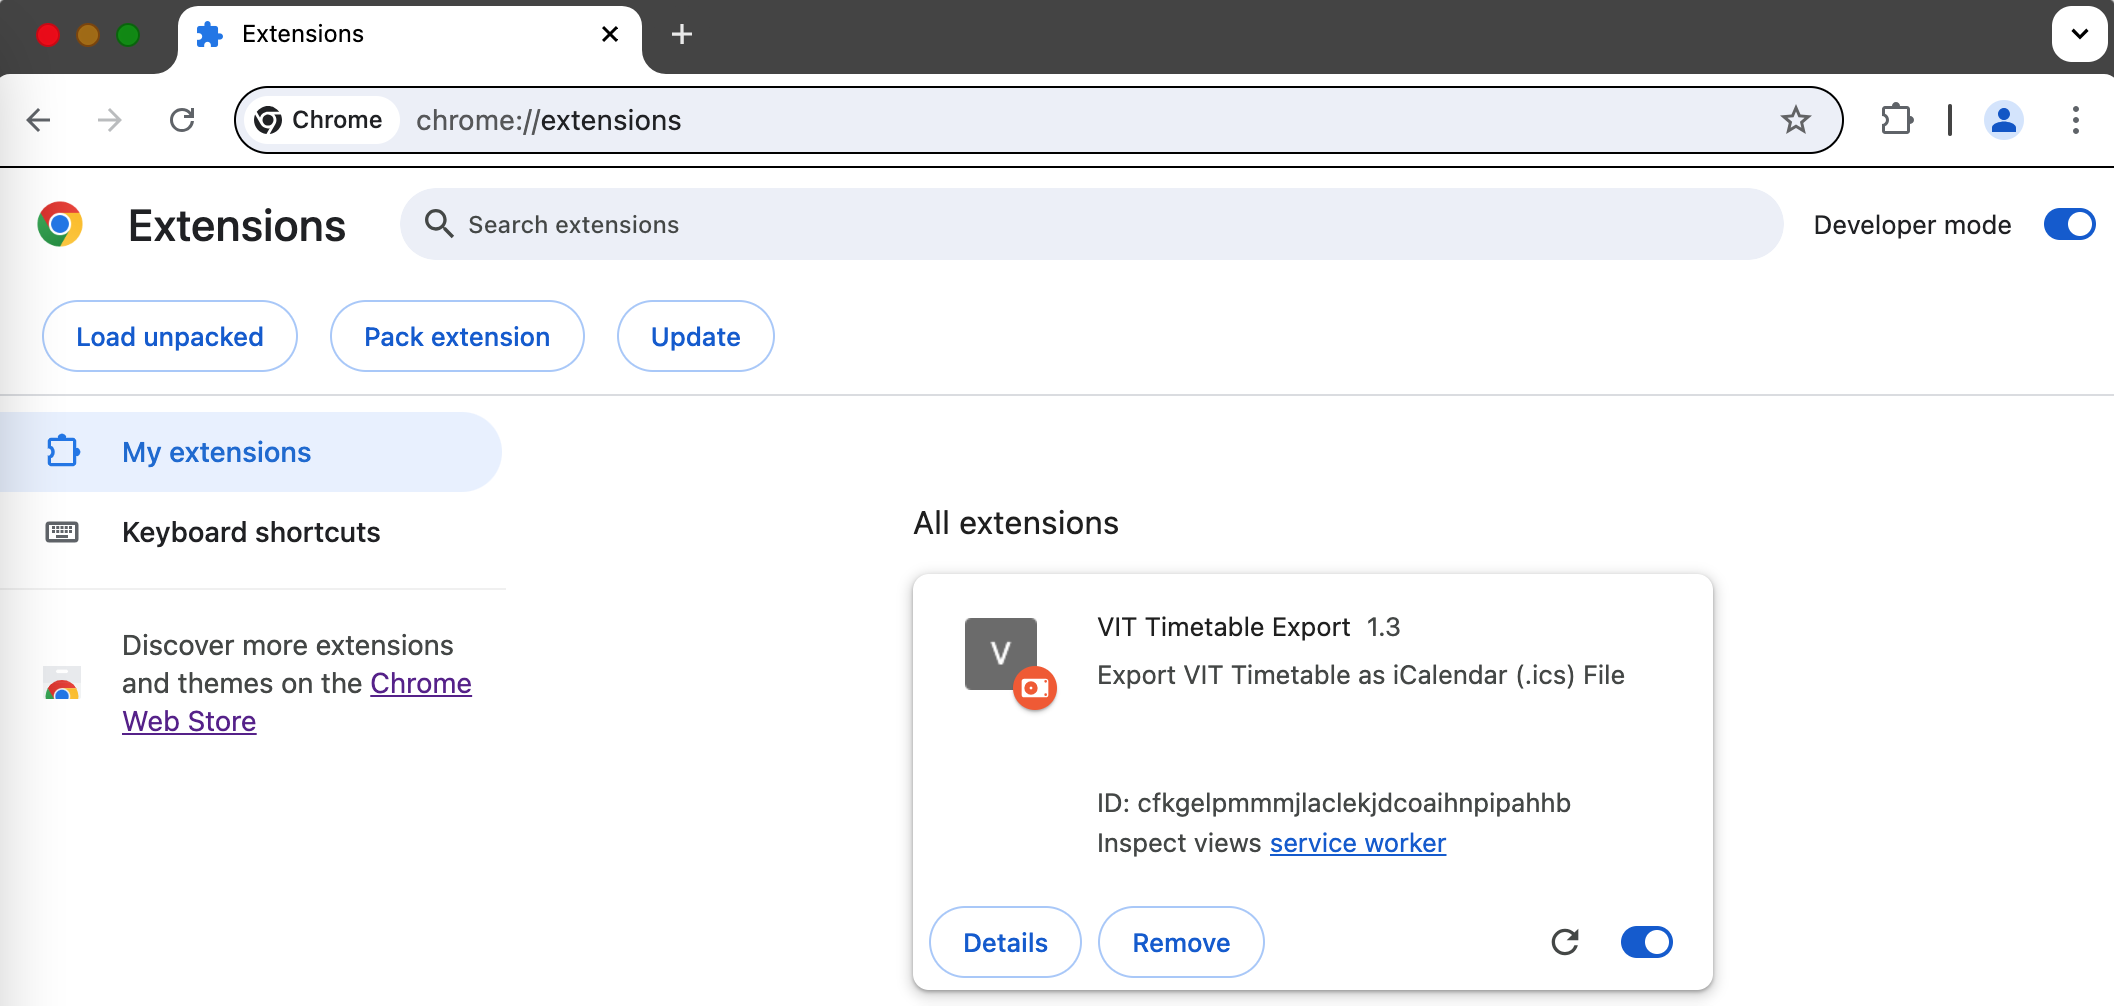 Extensions
Chrome
chrome://extensions
Extensions
Search extensions
Developer mode
Load unpacked
Pack extension
Update
My extensions
Keyboard shortcuts
Discover more extensions
and themes on the Chrome
Web Store
All extensions
V
VIT Timetable Export 1.3
Export VIT Timetable as iCalendar (.ics) File
ID: cfkgelpmmmjlaclekjdcoaihnpipahhb
Inspect views service worker
Details
Remove